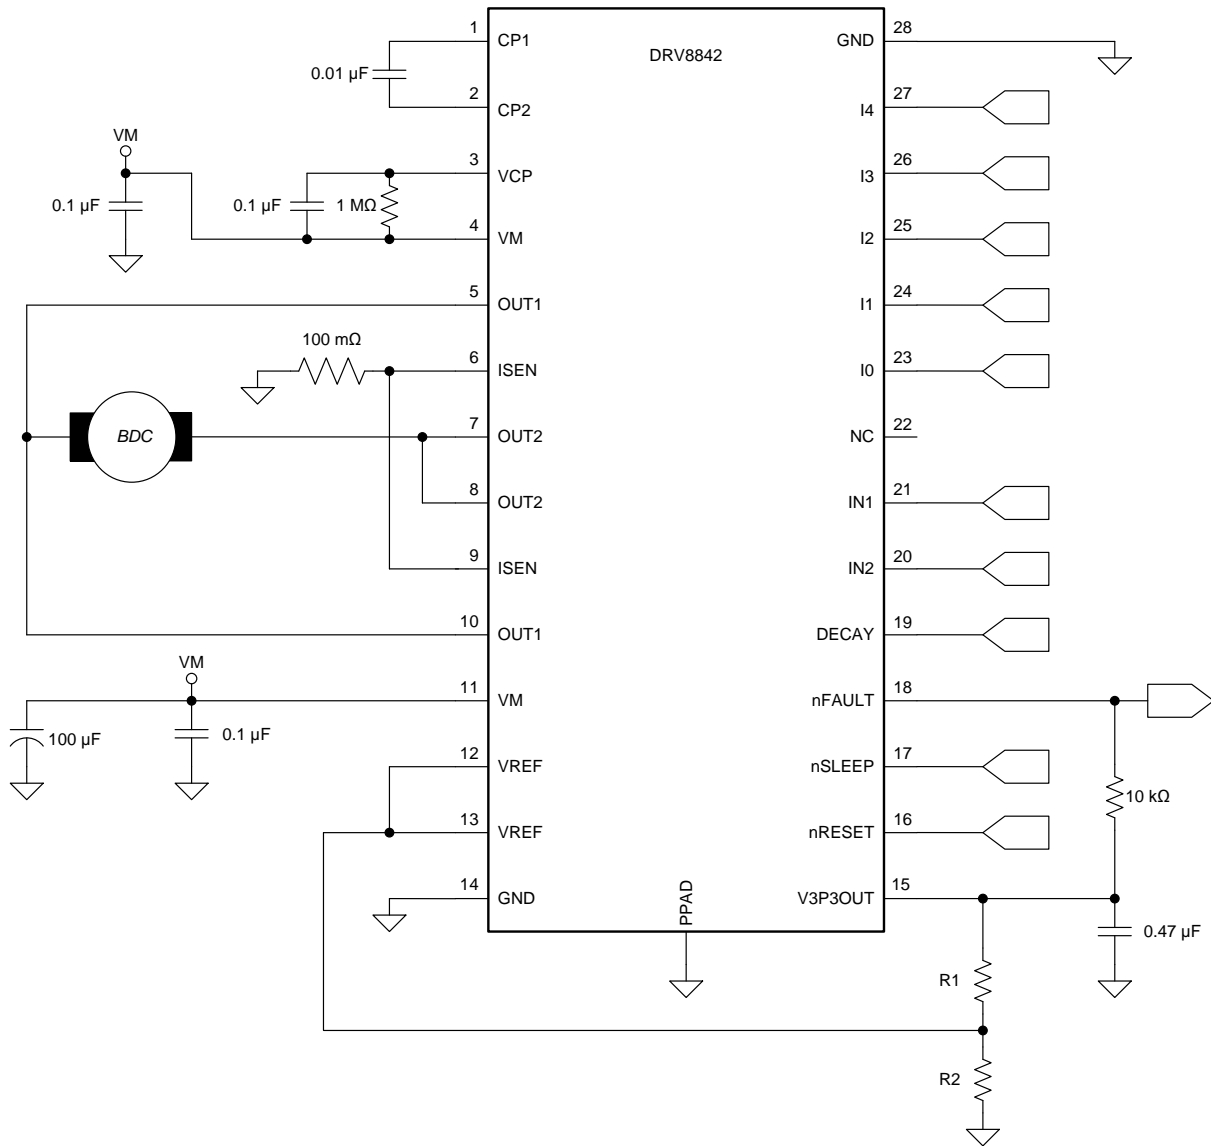 DRV8842
1
CP1
0.01 µF
2
CP2
VM
3
VCP
0.1 µF
0.1 µF
1 MΩ
4
VM
5
OUT1
100 mΩ
6
ISEN
BDC
7
OUT2
8
OUT2
9
ISEN
10
OUT1
VM
11
VM
100 µF
0.1 µF
12
VREF
13
VREF
14
GND
PPAD
GND
28
I4
27
I3
26
I2
25
I1
24
I0
23
NC
22
IN1
21
IN2
20
DECAY
19
nFAULT
18
nSLEEP
17
10 kΩ
nRESET
16
V3P3OUT
15
0.47 µF
R1
R2